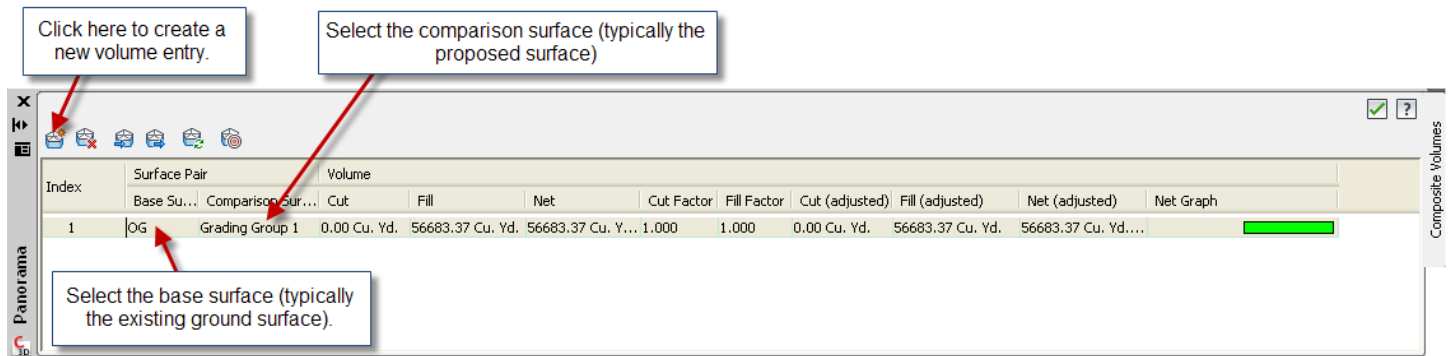 Click here to create a
new volume entry.
Select the comparison surface (typically the
proposed surface)
Composite Volumes
Index
Surface Pair
Volume
Base Su... Comparison Sur... Cut Fill Net Cut Factor Fill Factor Cut (adjusted) Fill (adjusted) Net (adjusted) Net Graph
1 OG Grading Group 1 0.00 Cu. Yd. 56683.37 Cu. Yd. 56683.37 Cu. Y... 1.000 1.000 0.00 Cu. Yd. 56683.37 Cu. Yd. 56683.37 Cu. Yd....
Select the base surface (typically
the existing ground surface).
Panorama
C
3D